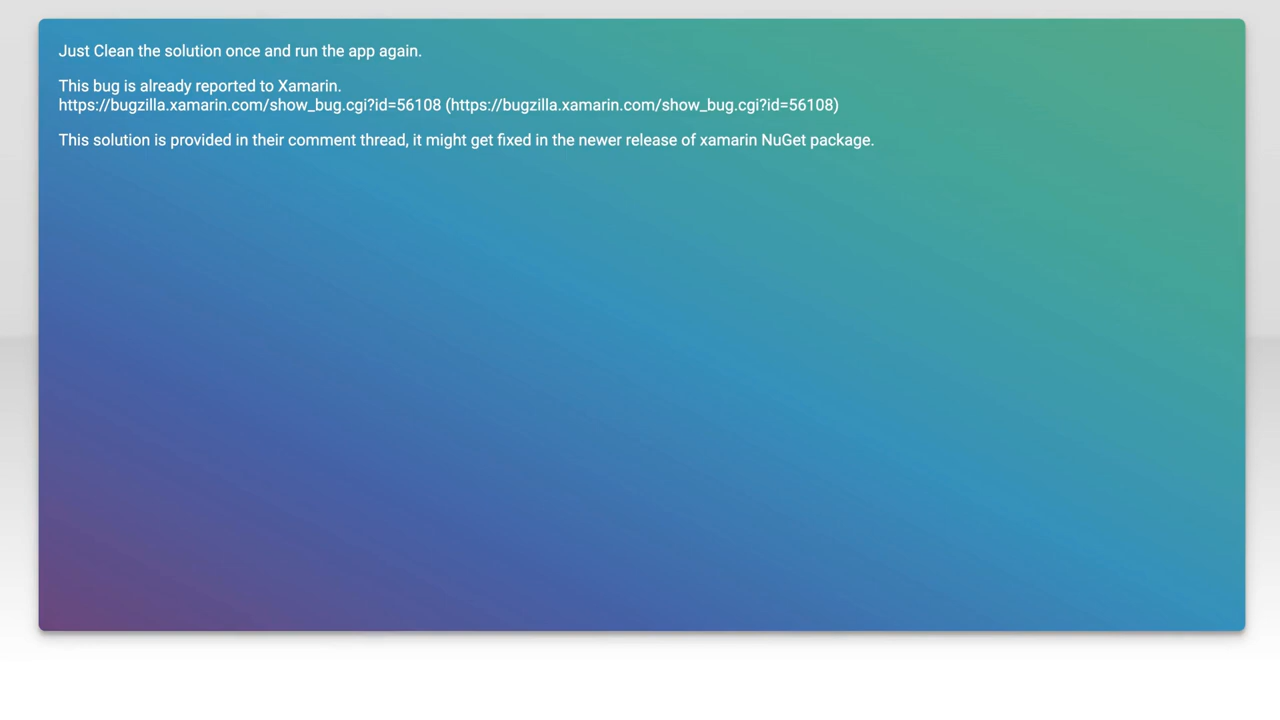 Just Clean the solution once and run the app again.
This bug is already reported to Xamarin.
https://bugzilla.xamarin.com/show_bug.cgi?id=56108 (https://bugzilla.xamarin.com/show_bug.cgi?id=56108)
This solution is provided in their comment thread, it might get fixed in the newer release of xamarin NuGet package.